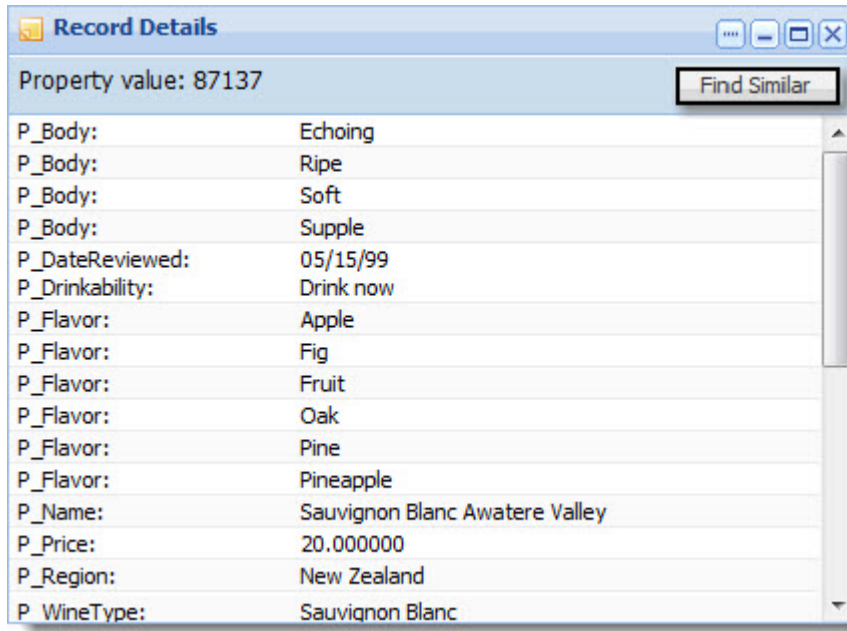 Record Details
Property value: 87137 Find Similar
P_Body: Echoing
P_Body: Ripe
P_Body: Soft
P_Body: Supple
P_DateReviewed: 05/15/99
P_Drinkability: Drink now
P_Flavor: Apple
P_Flavor: Fig
P_Flavor: Fruit
P_Flavor: Oak
P_Flavor: Pine
P_Flavor: Pineapple
P_Name: Sauvignon Blanc Awatere Valley
P_Price: 20.000000
P_Region: New Zealand
P_WineType: Sauvignon Blanc